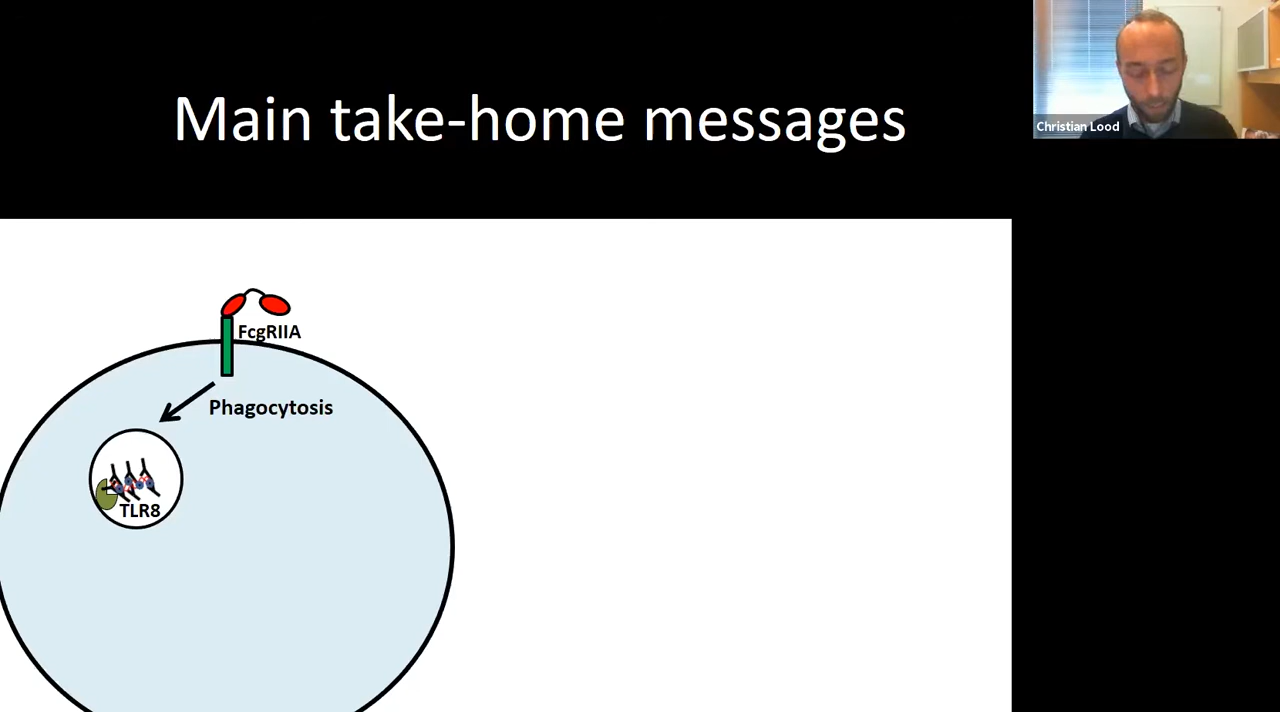 Main take-home messages
Christian Lood
FcgRIIA
Phagocytosis
TLR8